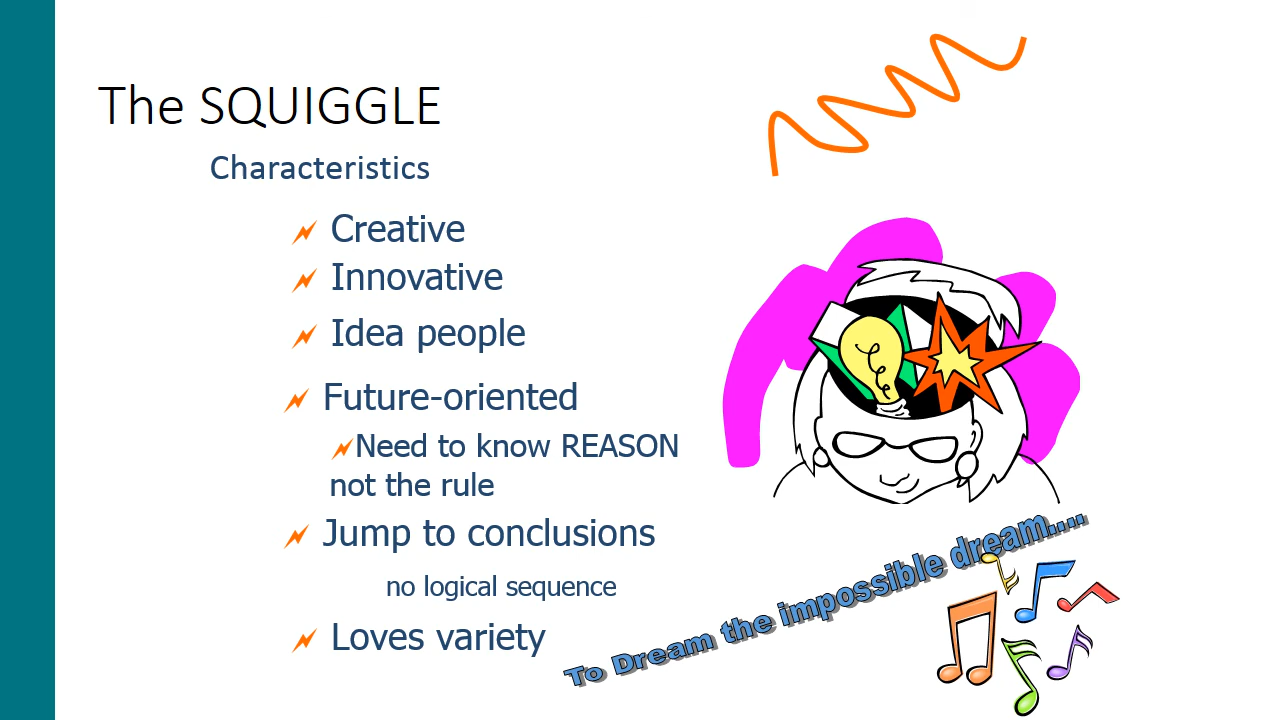 The SQUIGGLE
Characteristics
Creative
Innovative
Idea people
Future-oriented
Need to know REASON
not the rule
Jump to conclusions
no logical sequence
Loves variety
To Dream the impossible dream....